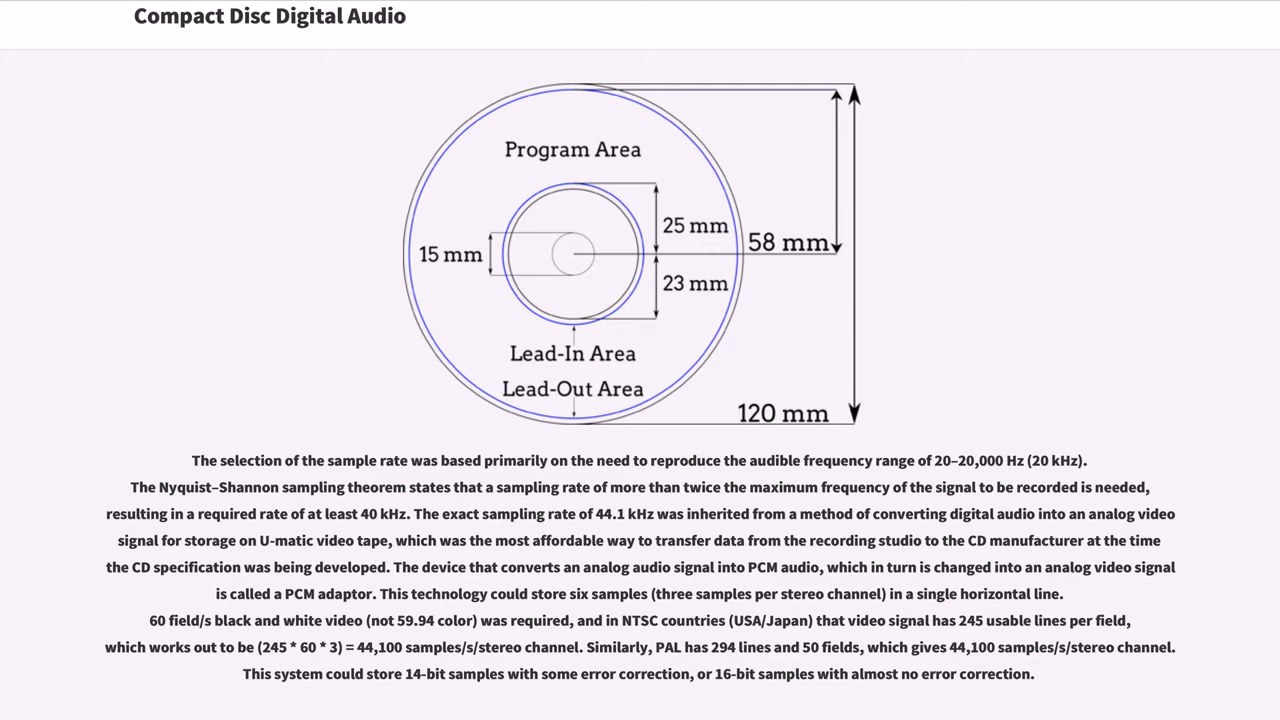 Compact Disc Digital Audio
Program Area
25 mm
58 mm
15 mm
23 mm
Lead-In Area
Lead-Out Area
120 mm
The selection of the sample rate was based primarily on the need to reproduce the audible frequency range of 20–20,000 Hz (20 kHz).
The Nyquist–Shannon sampling theorem states that a sampling rate of more than twice the maximum frequency of the signal to be recorded is needed,
resulting in a required rate of at least 40 kHz. The exact sampling rate of 44.1 kHz was inherited from a method of converting digital audio into an analog video
signal for storage on U-matic video tape, which was the most affordable way to transfer data from the recording studio to the CD manufacturer at the time
the CD specification was being developed. The device that converts an analog audio signal into PCM audio, which in turn is changed into an analog video signal
is called a PCM adaptor. This technology could store six samples (three samples per stereo channel) in a single horizontal line.
60 field/s black and white video (not 59.94 color) was required, and in NTSC countries (USA/Japan) that video signal has 245 usable lines per field,
which works out to be (245 * 60 * 3) = 44,100 samples/s/stereo channel. Similarly, PAL has 294 lines and 50 fields, which gives 44,100 samples/s/stereo channel.
This system could store 14-bit samples with some error correction, or 16-bit samples with almost no error correction.